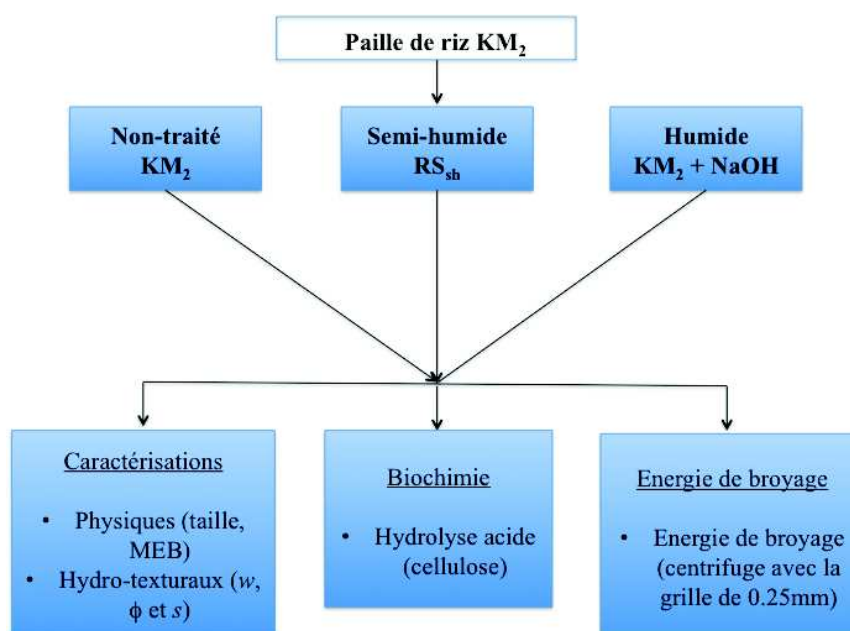 Paille de riz KM₂
Non-traité
KM₂
Semi-humide
RSₛₕ
Humide
KM₂ + NaOH
Caractérisations
• Physiques (taille,
MEB)
• Hydro-texturaux (w,
ϕ et s)
Biochimie
• Hydrolyse acide
(cellulose)
Energie de broyage
• Energie de broyage
(centrifuge avec la
grille de 0.25mm)